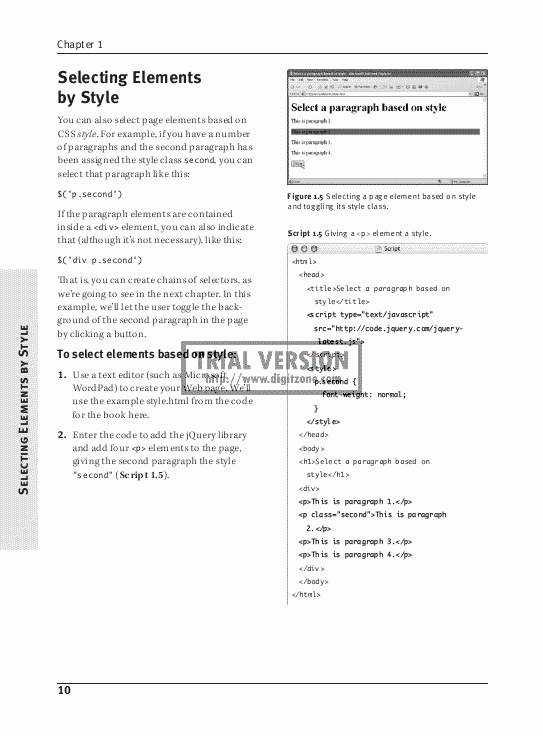 Chapter 1
Selecting Elements
by Style
You can also select page elements based on
CSS style. For example, if you have a number
of paragraphs and the second paragraph has
been assigned the style class second, you can
select that paragraph like this:
$('p.second')
If the paragraph elements are contained
inside a <div> element, you can also indicate
that (although it's not necessary), like this:
$('div p.second')
That is, you can create chains of selectors, as
we're going to see in the next chapter. In this
example, we'll let the user toggle the back-
ground of the second paragraph in the page
by clicking a button.
To select elements based on style:
1. Use a text editor (such as Microsoft
WordPad) to create your Web page. We'll
use the example style.html from the code
for the book here.
2. Enter the code to add the jQuery library
and add four <p> elements to the page,
giving the second paragraph the style
"second" (Script 1.5).
Select a paragraph based on style
This is paragraph 1.
This is paragraph 3.
This is paragraph 4.
Figure 1.5 Selecting a page element based on style
and toggling its style class.
Script 1.5 Giving a <p> element a style.
Script
<html>
<head>
<title>Select a paragraph based on
style</title>
<script type="text/javascript"
src="http://code.jquery.com/jquery-
latest.js">
</script>
<style>
p.second {
font-weight: normal;
}
</style>
</head>
<body>
<h1>Select a paragraph based on
style</h1>
<div>
<p>This is paragraph 1.</p>
<p class="second">This is paragraph
2.</p>
<p>This is paragraph 3.</p>
<p>This is paragraph 4.</p>
</div>
</body>
</html>
TRIAL VERSION
http://www.digitzone.com
Selecting Elements by Style
10